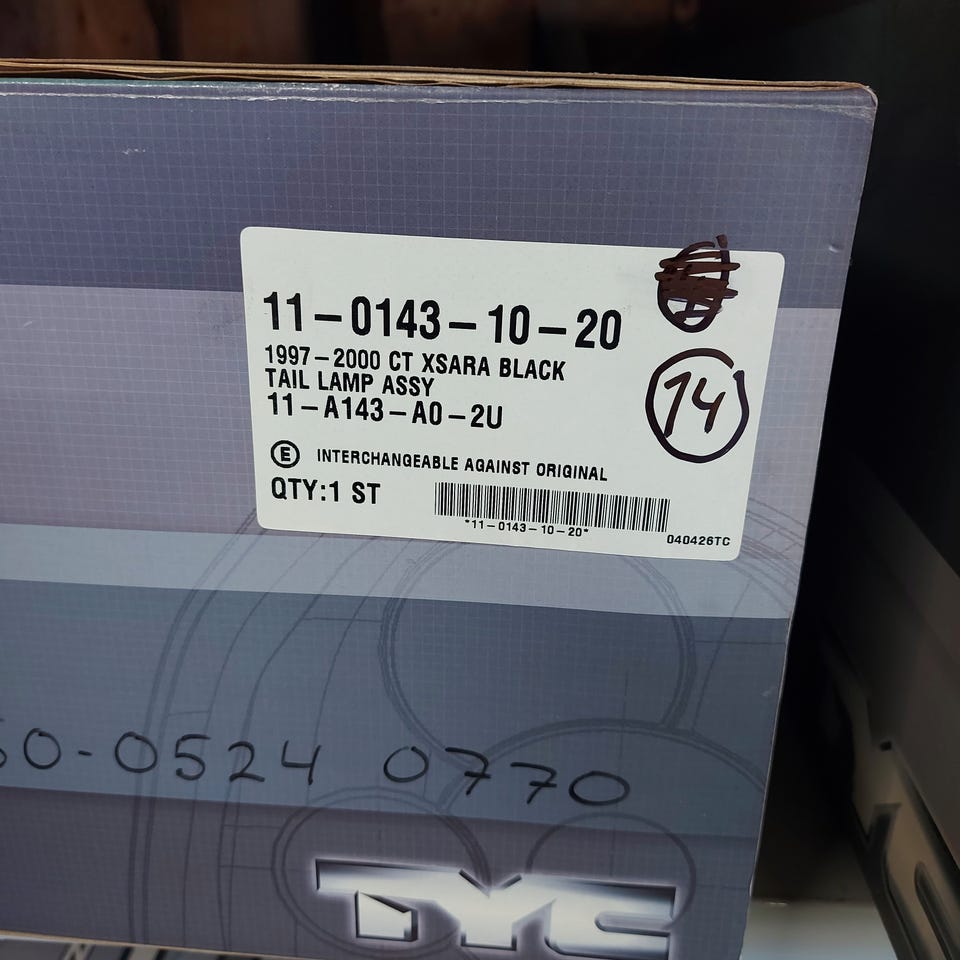 11-0143-10-20
1997-2000 CT XSARA BLACK
TAIL LAMP ASSY
11-A143-A0-2U
14
E INTERCHANGEABLE AGAINST ORIGINAL
QTY:1 ST
*11-0143-10-20*
040426TC
0-0524 0770
TYC